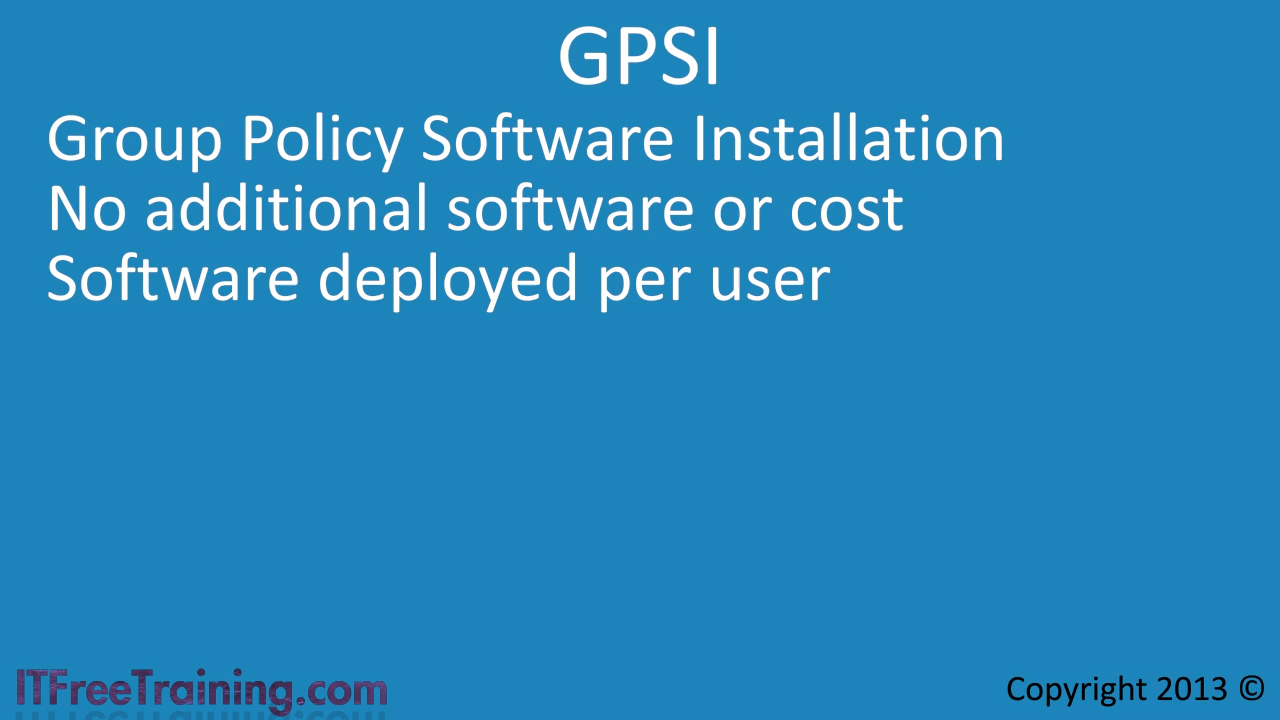 GPSI
Group Policy Software Installation
No additional software or cost
Software deployed per user
ITFreeTraining.com
Copyright 2013 ©